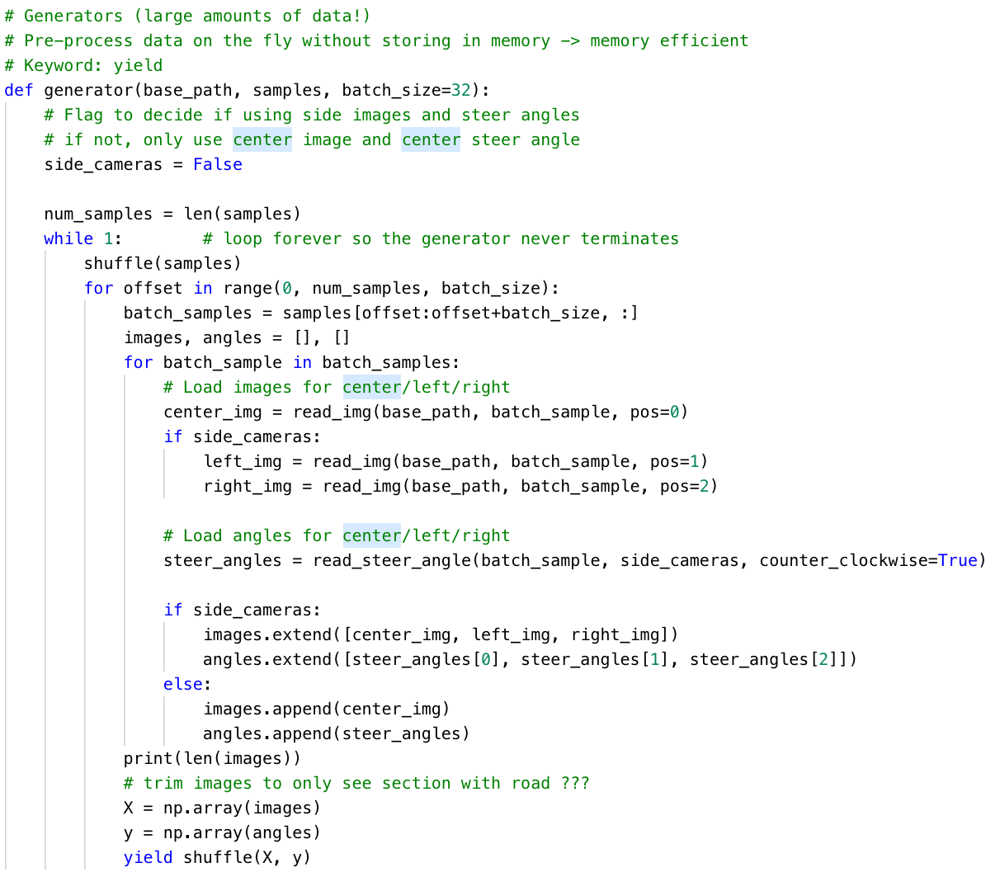 # Generators (large amounts of data!)
# Pre-process data on the fly without storing in memory -> memory efficient
# Keyword: yield
def generator(base_path, samples, batch_size=32):
    # Flag to decide if using side images and steer angles
    # if not, only use center image and center steer angle
    side_cameras = False

    num_samples = len(samples)
    while 1:        # loop forever so the generator never terminates
        shuffle(samples)
        for offset in range(0, num_samples, batch_size):
            batch_samples = samples[offset:offset+batch_size, :]
            images, angles = [], []
            for batch_sample in batch_samples:
                # Load images for center/left/right
                center_img = read_img(base_path, batch_sample, pos=0)
                if side_cameras:
                    left_img = read_img(base_path, batch_sample, pos=1)
                    right_img = read_img(base_path, batch_sample, pos=2)

                # Load angles for center/left/right
                steer_angles = read_steer_angle(batch_sample, side_cameras, counter_clockwise=True)

                if side_cameras:
                    images.extend([center_img, left_img, right_img])
                    angles.extend([steer_angles[0], steer_angles[1], steer_angles[2]])
                else:
                    images.append(center_img)
                    angles.append(steer_angles)
            print(len(images))
            # trim images to only see section with road ???
            X = np.array(images)
            y = np.array(angles)
            yield shuffle(X, y)